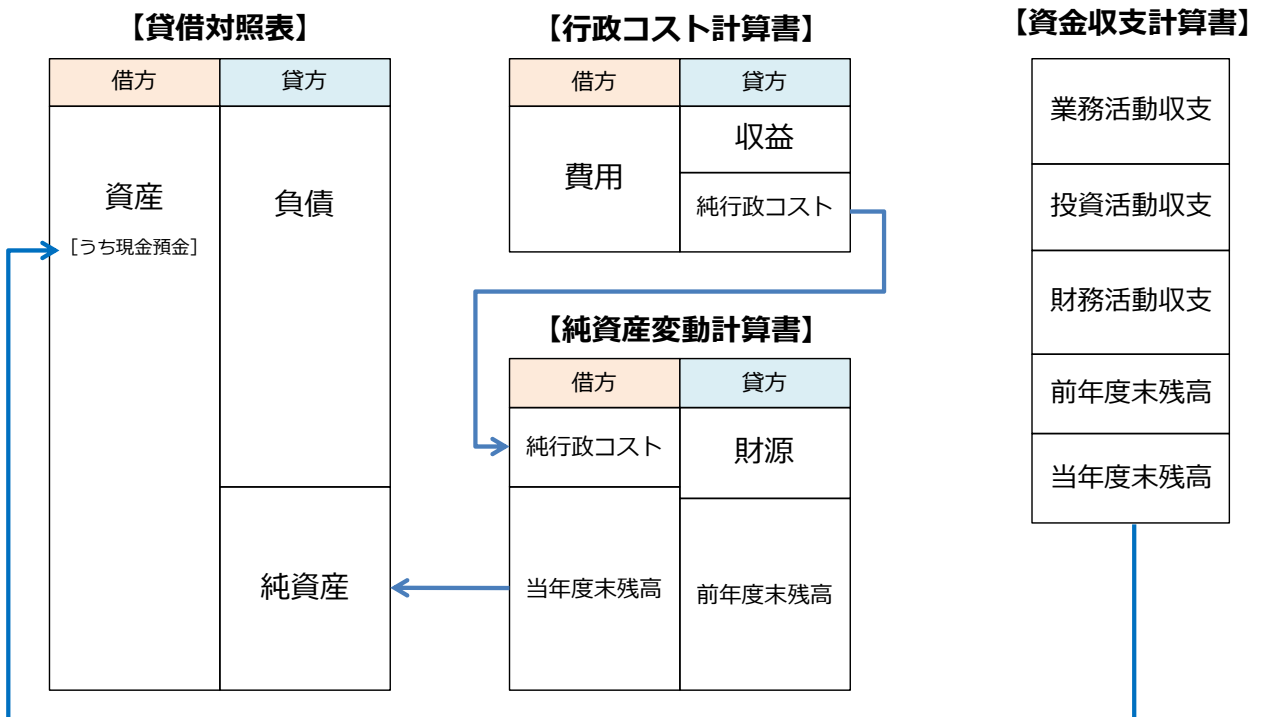 【貸借対照表】
借方
貸方
資産
［うち現金預金］
負債
純資産
【行政コスト計算書】
借方
貸方
費用
収益
純行政コスト
【純資産変動計算書】
借方
貸方
純行政コスト
財源
当年度末残高
前年度末残高
【資金収支計算書】
業務活動収支
投資活動収支
財務活動収支
前年度末残高
当年度末残高